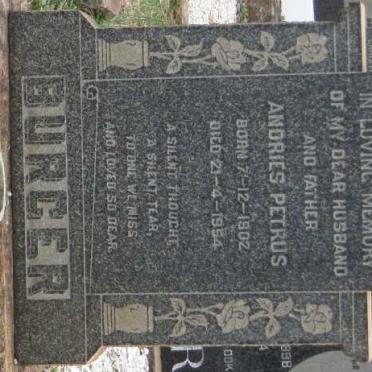 IN LOVING MEMORY
OF MY DEAR HUSBAND
AND FATHER
ANDRIES PETRUS
BORN 7-12-1902
DIED 21-4-1954
A SILENT THOUGHT,
A SILENT TEAR,
TO ONE WE MISS
AND LOVED SO DEAR.
BURGER